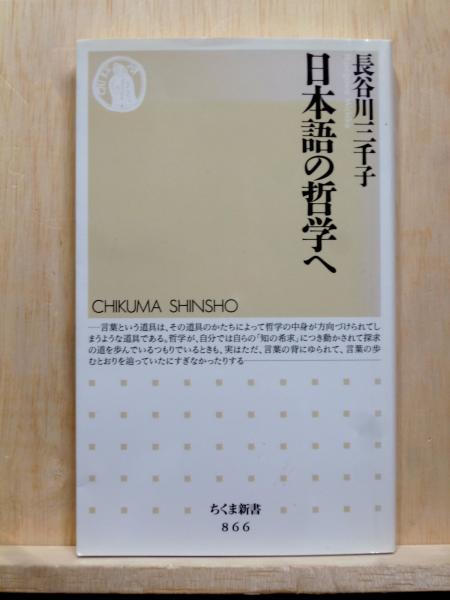 長谷川三千子
Hasegawa Michiko
日本語の哲学へ
CHIKUMA SHINSHO
──言葉という道具は、その道具のかたちによって哲学の中身が方向づけられてし
まうような道具である。哲学が、自分では自らの「知の希求」につき動かされて探求
の道を歩んでいるつもりでいるときも、実はただ、言葉の背にゆられて、言葉の歩
むとおりを辿っていたにすぎなかったりする──
ちくま新書
866